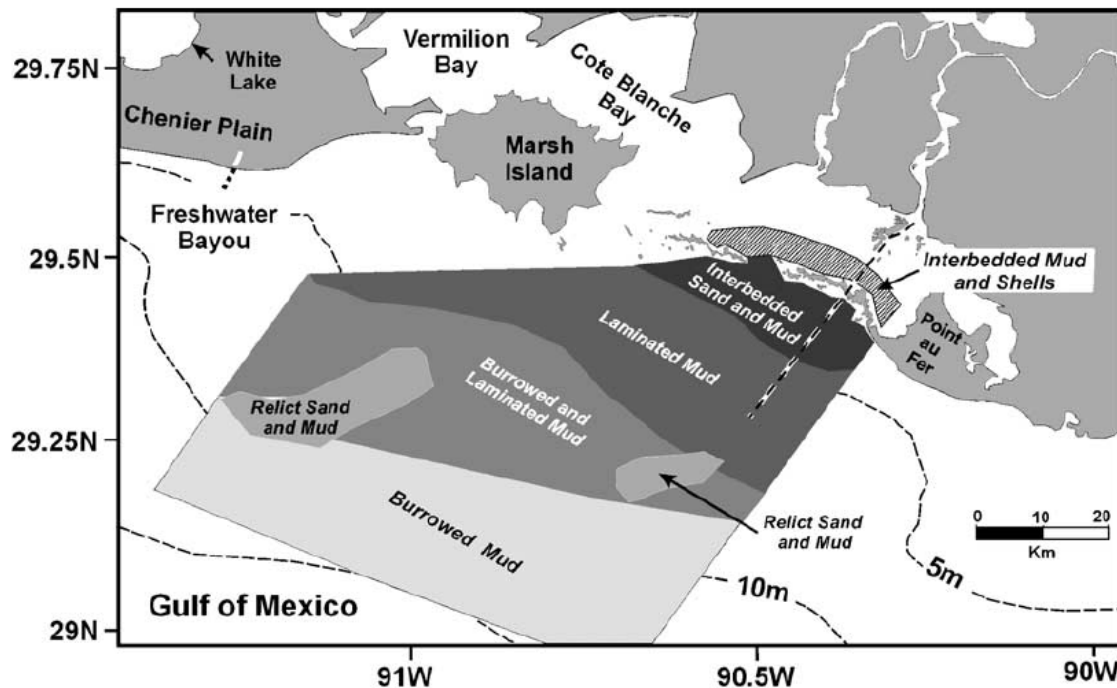 29.75N
29.5N
29.25N
29N
91W
90.5W
90W
White
Lake
Vermilion
Bay
Cote Blanche
Bay
Chenier Plain
Marsh
Island
Freshwater
Bayou
Interbedded Mud
and Shells
Interbedded
Sand and Mud
Point
au
Fer
Laminated Mud
Burrowed and
Laminated Mud
Relict Sand
and Mud
Relict Sand
and Mud
Burrowed Mud
0 10 20
Km
5m
10m
Gulf of Mexico